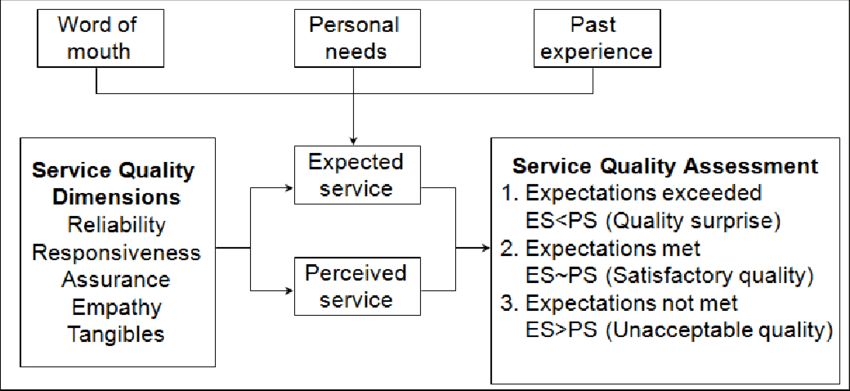 Word of
mouth
Personal
needs
Past
experience
Service Quality
Dimensions
Reliability
Responsiveness
Assurance
Empathy
Tangibles
Expected
service
Perceived
service
Service Quality Assessment
1. Expectations exceeded
ES<PS (Quality surprise)
2. Expectations met
ES~PS (Satisfactory quality)
3. Expectations not met
ES>PS (Unacceptable quality)